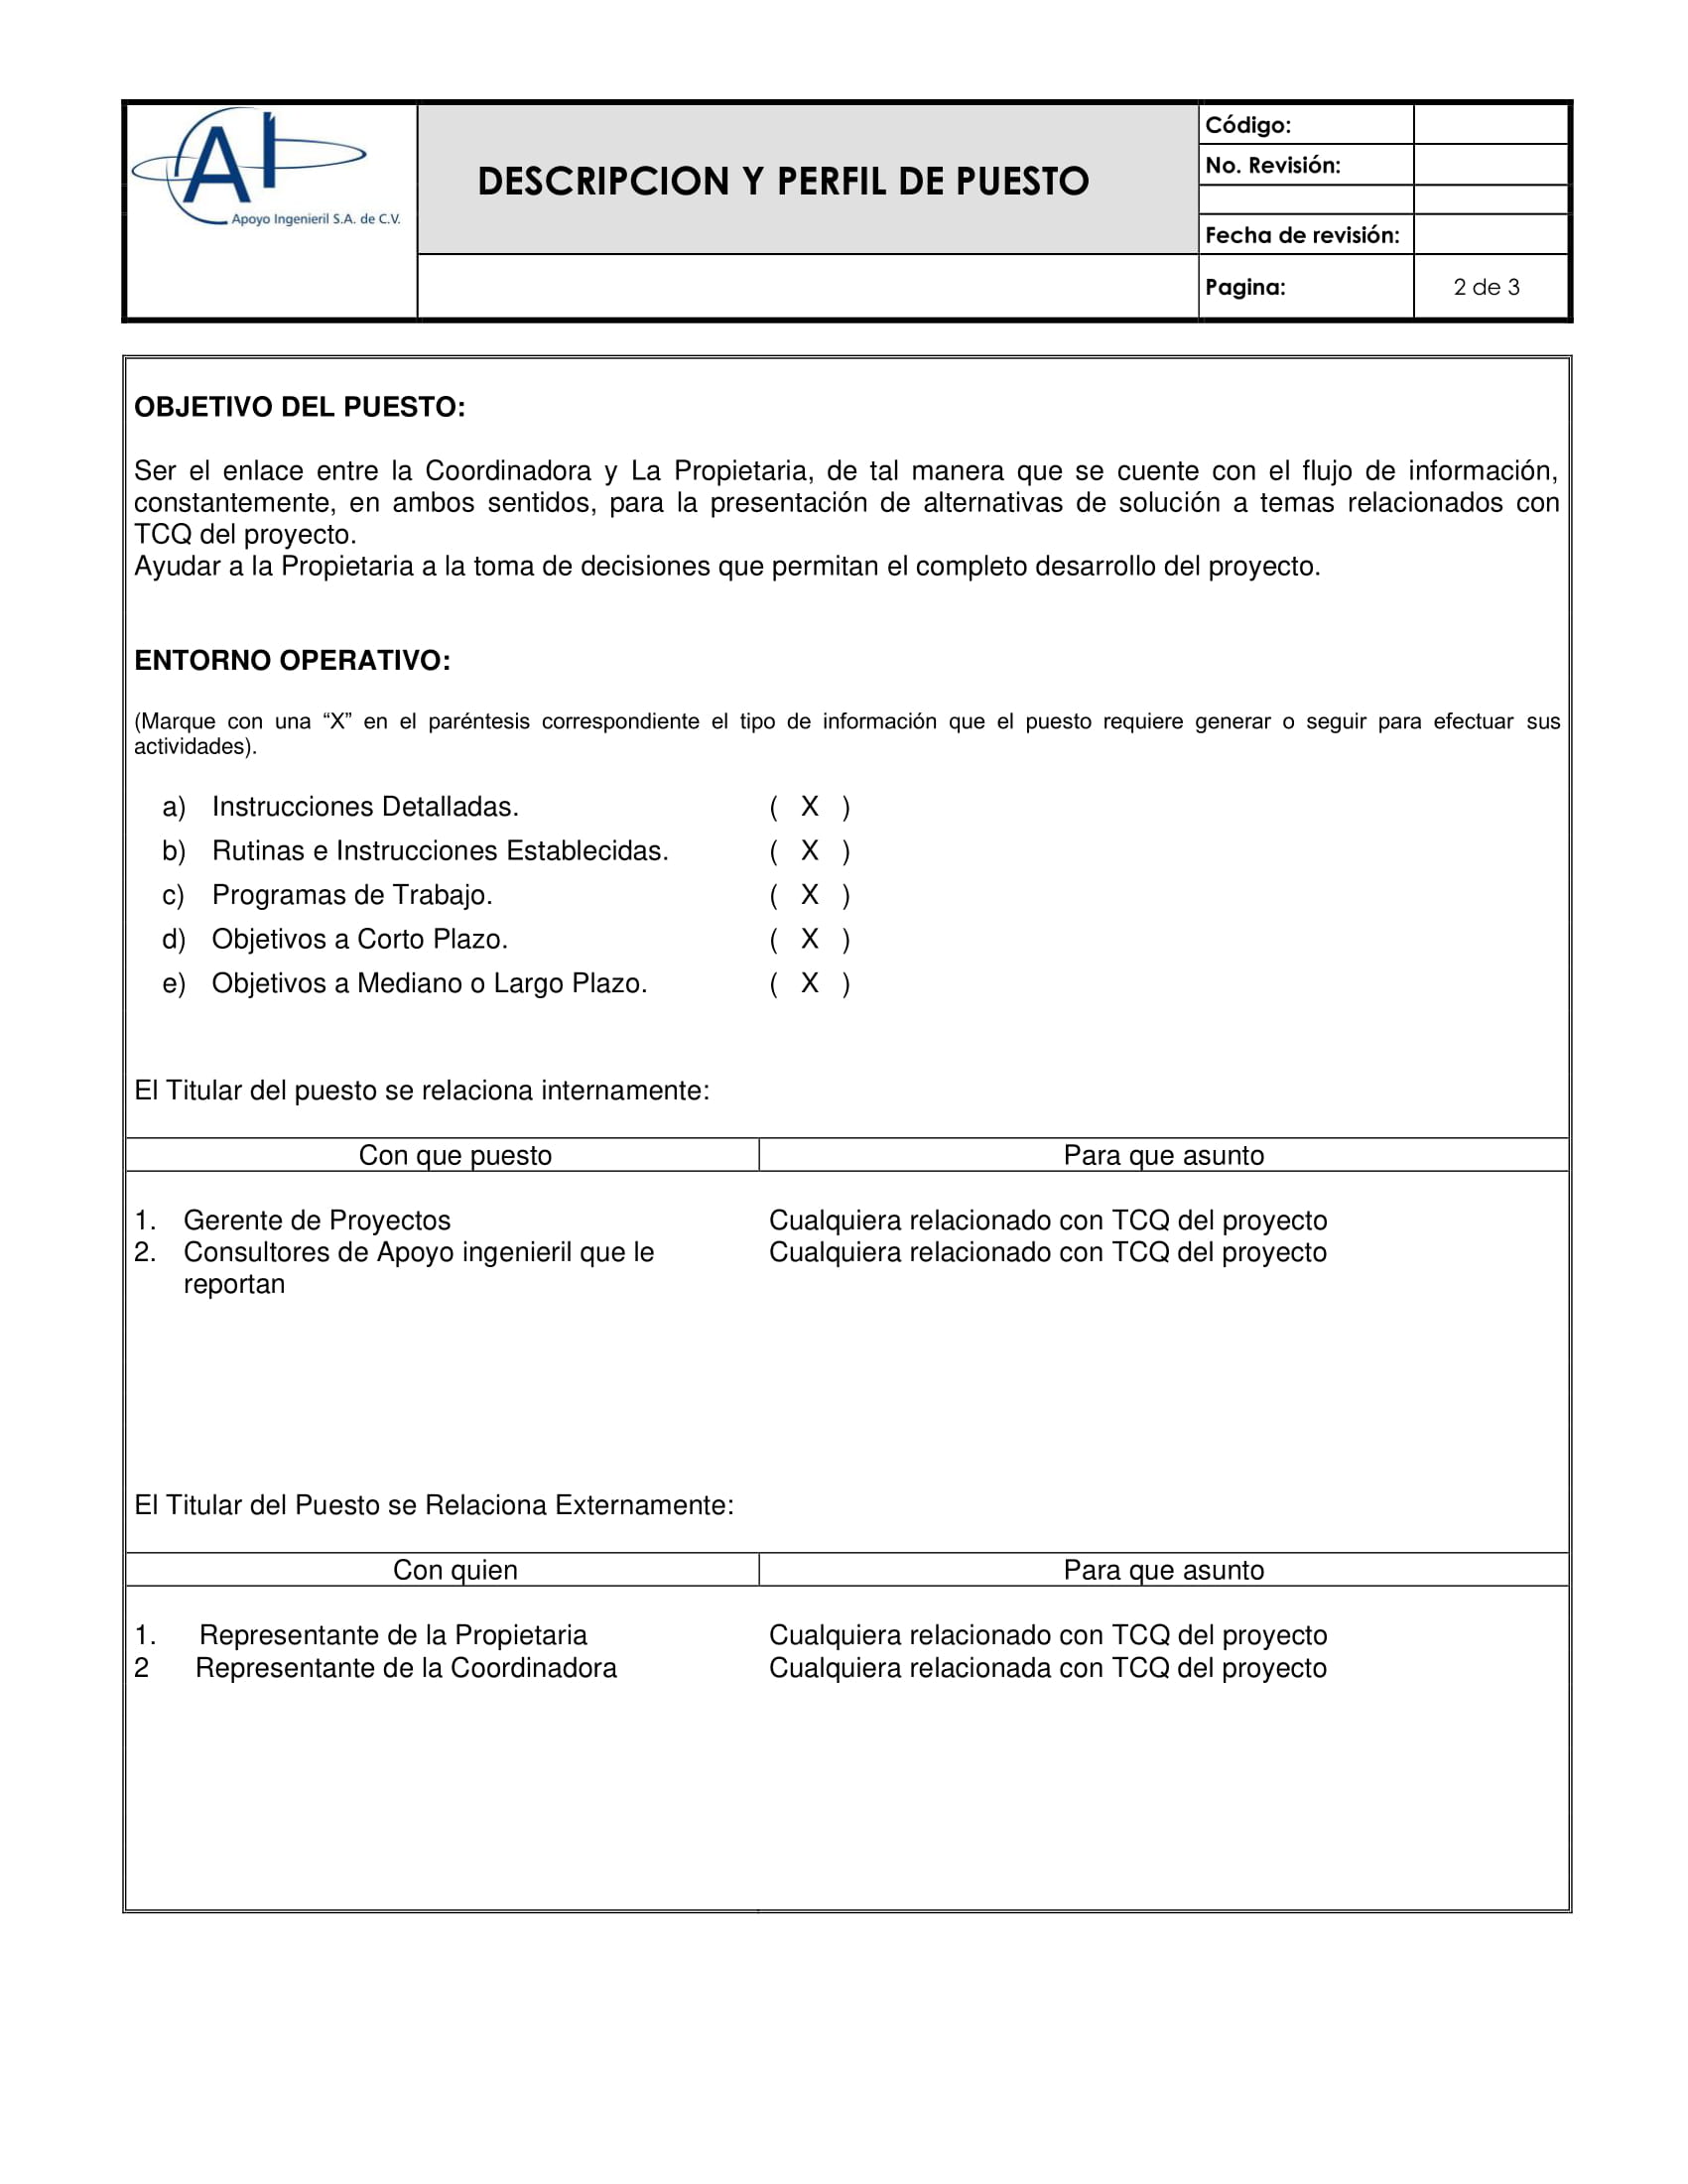 AI
Apoyo Ingenieril S.A. de C.V.
DESCRIPCION Y PERFIL DE PUESTO
Código:
No. Revisión:
Fecha de revisión:
Pagina: 2 de 3
OBJETIVO DEL PUESTO:
Ser el enlace entre la Coordinadora y La Propietaria, de tal manera que se cuente con el flujo de información,
constantemente, en ambos sentidos, para la presentación de alternativas de solución a temas relacionados con
TCQ del proyecto.
Ayudar a la Propietaria a la toma de decisiones que permitan el completo desarrollo del proyecto.
ENTORNO OPERATIVO:
(Marque con una “X” en el paréntesis correspondiente el tipo de información que el puesto requiere generar o seguir para efectuar sus
actividades).
a) Instrucciones Detalladas. ( X )
b) Rutinas e Instrucciones Establecidas. ( X )
c) Programas de Trabajo. ( X )
d) Objetivos a Corto Plazo. ( X )
e) Objetivos a Mediano o Largo Plazo. ( X )
El Titular del puesto se relaciona internamente:
Con que puesto Para que asunto
1. Gerente de Proyectos Cualquiera relacionado con TCQ del proyecto
2. Consultores de Apoyo ingenieril que le Cualquiera relacionado con TCQ del proyecto
reportan
El Titular del Puesto se Relaciona Externamente:
Con quien Para que asunto
1. Representante de la Propietaria Cualquiera relacionado con TCQ del proyecto
2 Representante de la Coordinadora Cualquiera relacionada con TCQ del proyecto